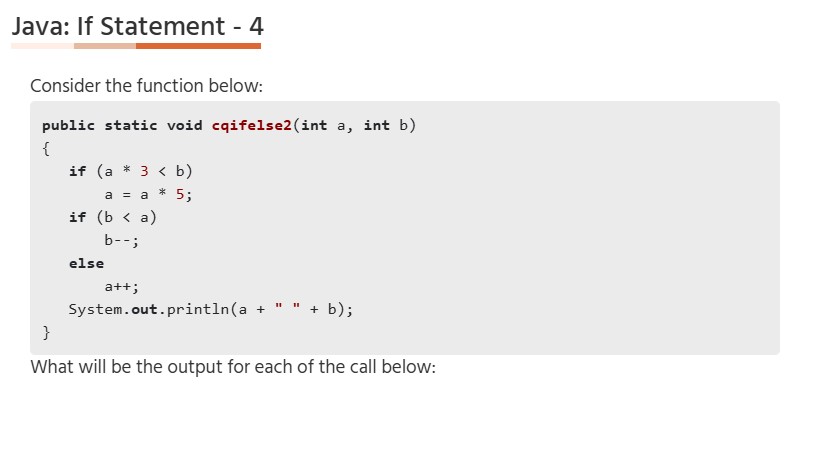 Java: If Statement - 4
Consider the function below:
public static void cqifelse2(int a, int b)
{
if (a * 3 < b)
a = a * 5;
if (b < a)
b--;
else
a++;
System.out.println(a + " " + b);
}
What will be the output for each of the call below: